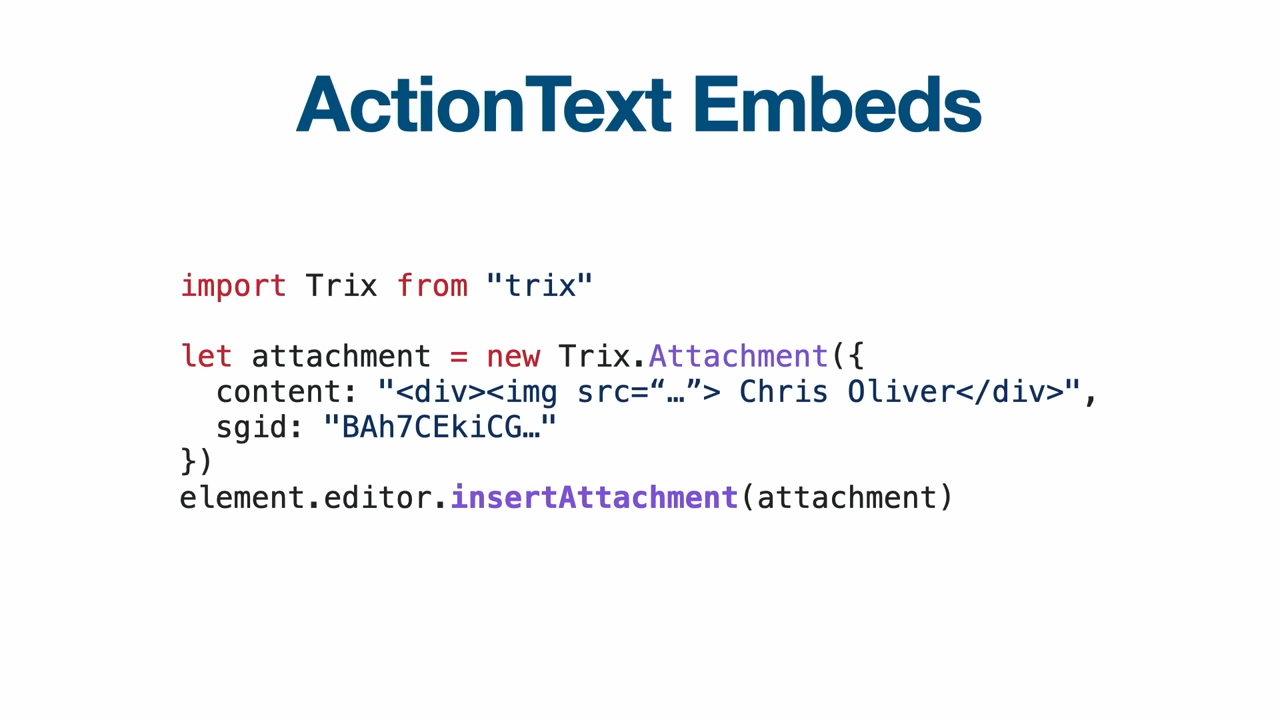 ActionText Embeds
import Trix from "trix"
let attachment = new Trix.Attachment({
  content: "<div><img src=“…”> Chris Oliver</div>",
  sgid: "BAh7CEkiCG…"
})
element.editor.insertAttachment(attachment)